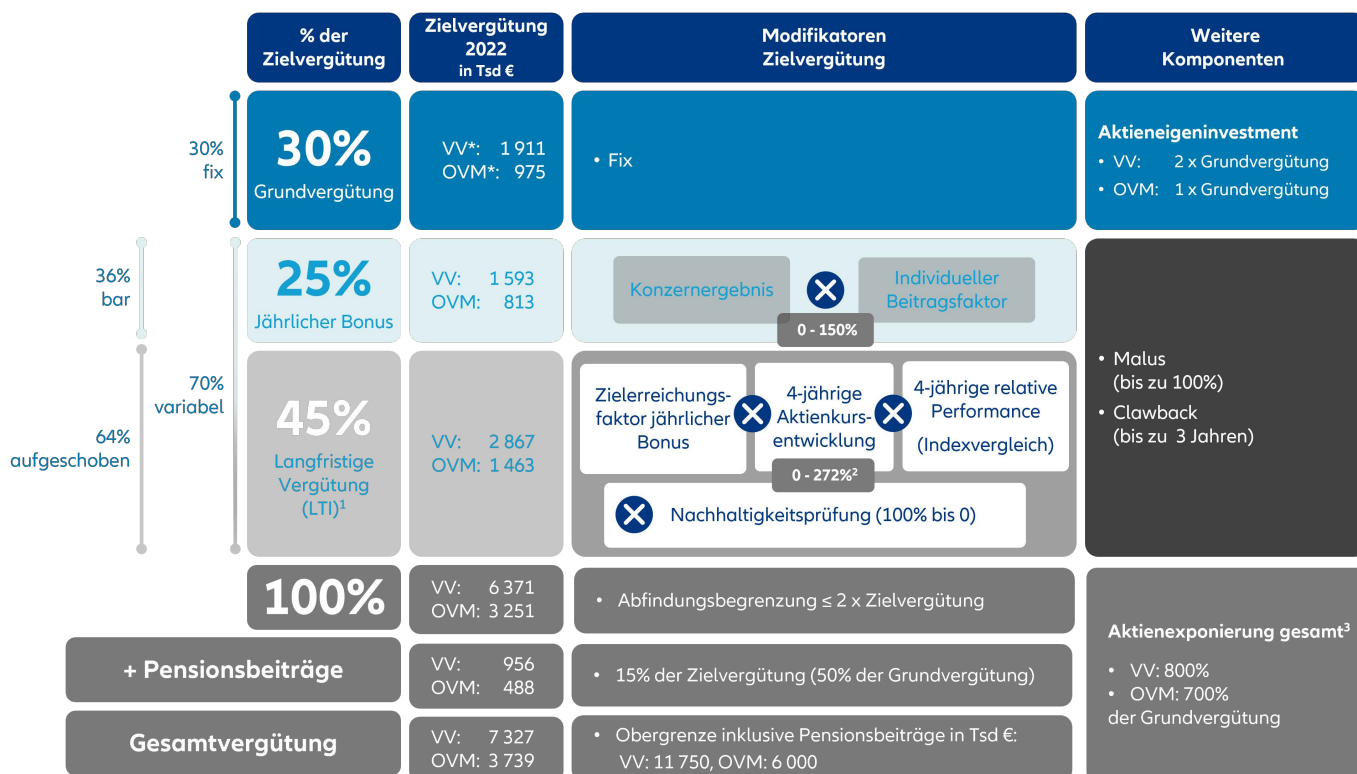 % der
Zielvergütung
Zielvergütung
2022
in Tsd €
Modifikatoren
Zielvergütung
Weitere
Komponenten
30%
fix
30%
Grundvergütung
VV*: 1 911
OVM*: 975
• Fix
Aktieneigeninvestment
• VV: 2 x Grundvergütung
• OVM: 1 x Grundvergütung
36%
bar
70%
variabel
64%
aufgeschoben
25%
Jährlicher Bonus
VV: 1 593
OVM: 813
Konzernergebnis
Individueller
Beitragsfaktor
0 - 150%
45%
Langfristige
Vergütung
(LTI)¹
VV: 2 867
OVM: 1 463
Zielerreichungs-
faktor jährlicher
Bonus
4-jährige
Aktienkurs-
entwicklung
4-jährige relative
Performance
(Indexvergleich)
0 - 272%²
Nachhaltigkeitsprüfung (100% bis 0)
• Malus
(bis zu 100%)
• Clawback
(bis zu 3 Jahren)
100%
VV: 6 371
OVM: 3 251
• Abfindungsbegrenzung ≤ 2 x Zielvergütung
+ Pensionsbeiträge
VV: 956
OVM: 488
• 15% der Zielvergütung (50% der Grundvergütung)
Gesamtvergütung
VV: 7 327
OVM: 3 739
• Obergrenze inklusive Pensionsbeiträge in Tsd €:
VV: 11 750, OVM: 6 000
Aktienexponierung gesamt³
• VV: 800%
• OVM: 700%
der Grundvergütung